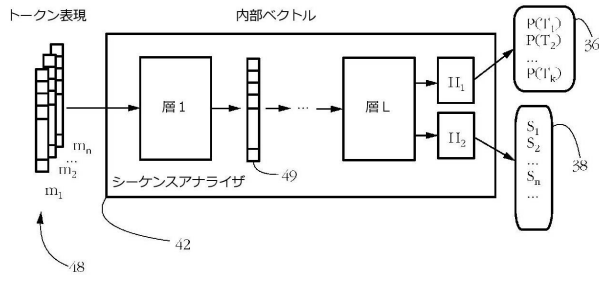 トークン表現
内部ベクトル
m1
m2
...
mn
48
層1
49
...
層L
H1
H2
シーケンスアナライザ
42
P(T1)
P(T2)
...
P(Tk)
36
S1
S2
...
Sn
...
38